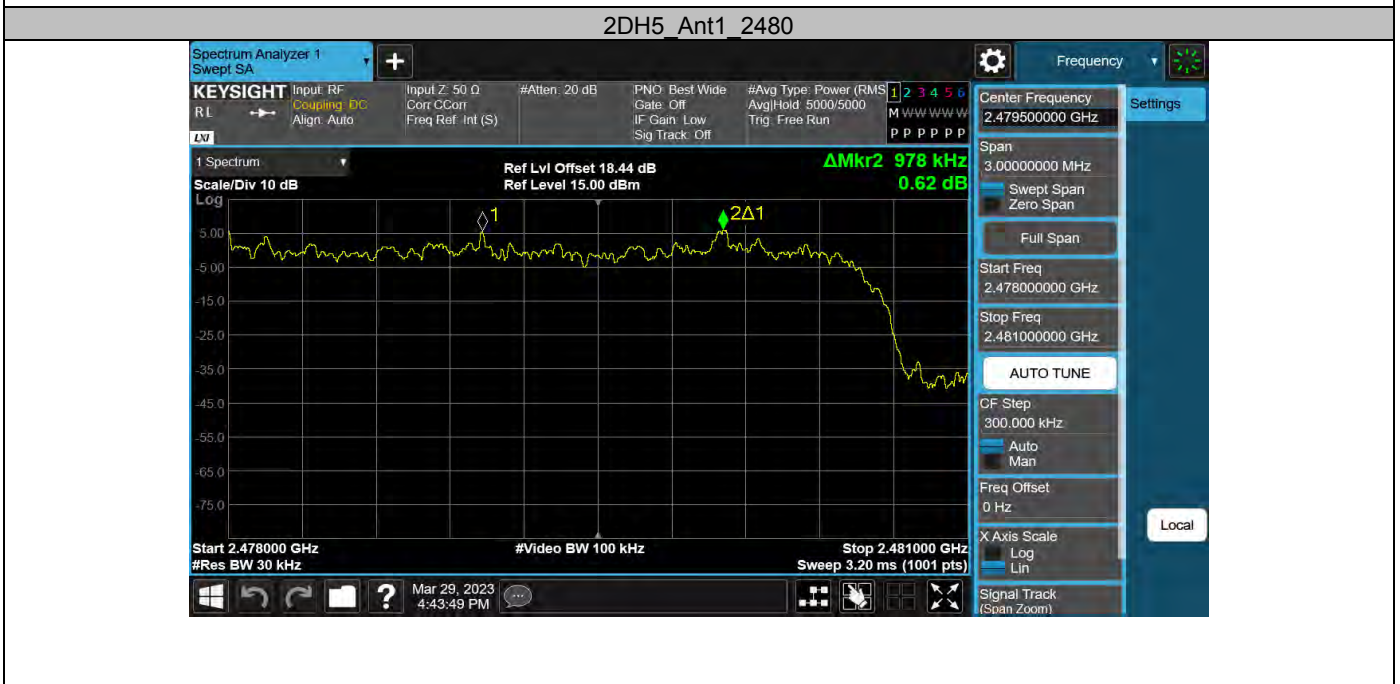 2DH5_Ant1_2480
Spectrum Analyzer 1
Swept SA
+
Frequency
KEYSIGHT
RL
LXI
Input: RF
Coupling: DC
Align: Auto
Input Z: 50 Ω
Corr CCorr
Freq Ref: Int (S)
#Atten: 20 dB
PNO: Best Wide
Gate: Off
IF Gain: Low
Sig Track: Off
#Avg Type: Power (RMS
Avg|Hold: 5000/5000
Trig: Free Run
1 2 3 4 5 6
M W W W W W
P P P P P P
Center Frequency
2.479500000 GHz
Settings
1 Spectrum
Scale/Div 10 dB
Ref Lvl Offset 18.44 dB
Ref Level 15.00 dBm
ΔMkr2 978 kHz
0.62 dB
Span
3.00000000 MHz
Swept Span
Zero Span
Full Span
Start Freq
2.478000000 GHz
Stop Freq
2.481000000 GHz
AUTO TUNE
CF Step
300.000 kHz
Auto
Man
Freq Offset
0 Hz
X Axis Scale
Log
Lin
Signal Track
(Span Zoom)
Local
Log
1
2Δ1
5.00
-5.00
-15.0
-25.0
-35.0
-45.0
-55.0
-65.0
-75.0
Start 2.478000 GHz
#Video BW 100 kHz
Stop 2.481000 GHz
#Res BW 30 kHz
Sweep 3.20 ms (1001 pts)
?
Mar 29, 2023
4:43:49 PM